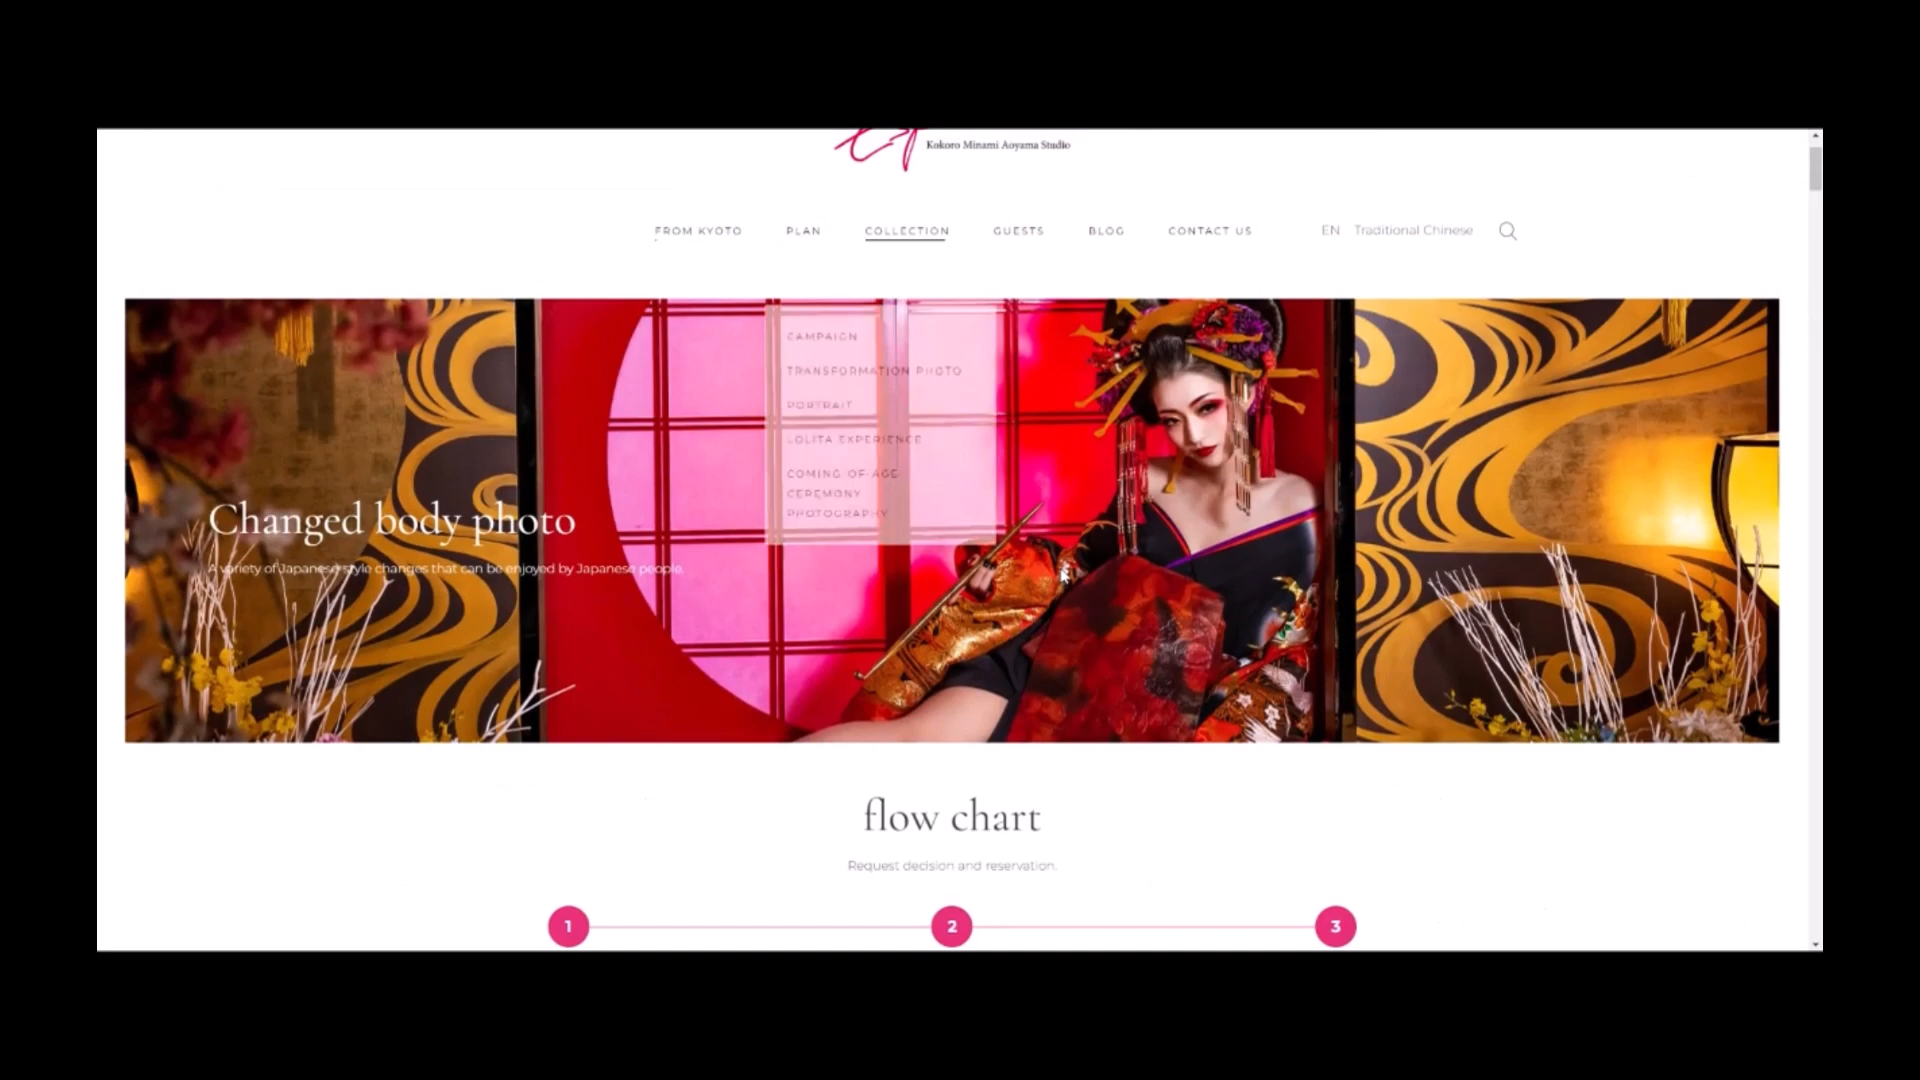 Kokoro Minami Aoyama Studio
FROM KYOTO PLAN COLLECTION GUESTS BLOG CONTACT US EN Traditional Chinese
CAMPAIGN
TRANSFORMATION PHOTO
PORTRAIT
LOLITA EXPERIENCE
COMING-OF-AGE
CEREMONY
PHOTOGRAPHY
Changed body photo
A variety of Japanese-style changes that can be enjoyed by Japanese people.
flow chart
Request decision and reservation.
1 2 3